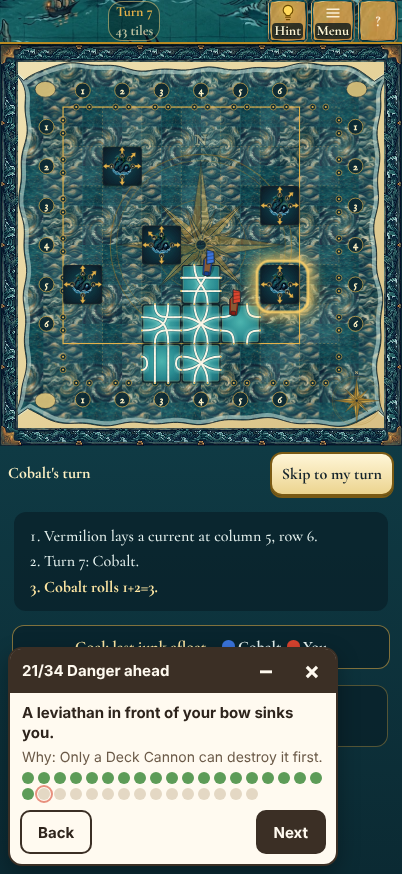 Turn 7
43 tiles
Hint
Menu
?
1 2 3 4 5 6
N
1 1
2 2
3 3
4 4
5 5
6 6
1 2 3 4 5 6
Cobalt's turn
Skip to my turn
1. Vermilion lays a current at column 5, row 6.
2. Turn 7: Cobalt.
3. Cobalt rolls 1+2=3.
Goal: last junk afloat Cobalt You
21/34 Danger ahead
A leviathan in front of your bow sinks
you.
Why: Only a Deck Cannon can destroy it first.
Back
Next